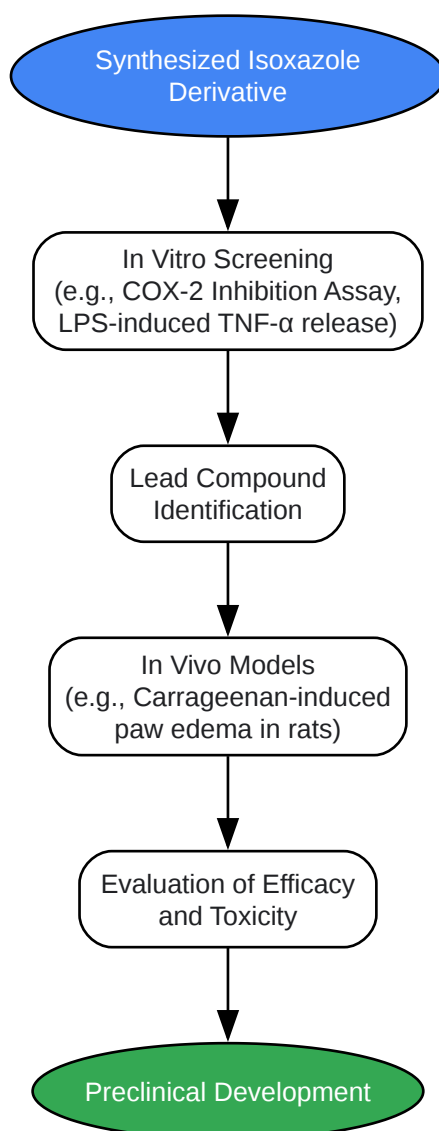 Synthesized Isoxazole
Derivative
In Vitro Screening
(e.g., COX-2 Inhibition Assay,
LPS-induced TNF-α release)
Lead Compound
Identification
In Vivo Models
(e.g., Carrageenan-induced
paw edema in rats)
Evaluation of Efficacy
and Toxicity
Preclinical Development